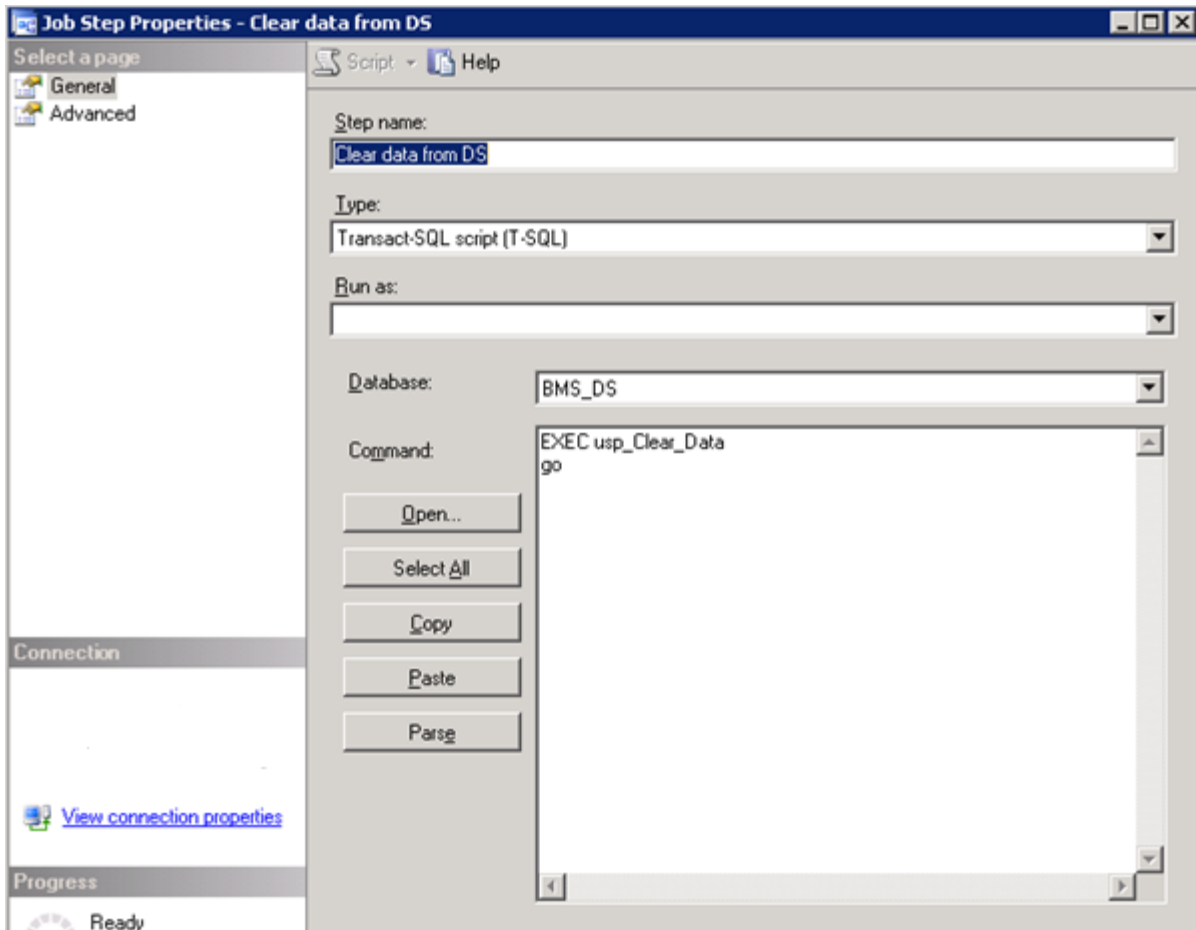 Job Step Properties - Clear data from DS
Select a page
General
Advanced
Script
Help
Step name:
Clear data from DS
Type:
Transact-SQL script (T-SQL)
Run as:
Database:
BMS_DS
Command:
EXEC usp_Clear_Data
go
Open...
Select All
Copy
Paste
Parse
Connection
View connection properties
Progress
Ready